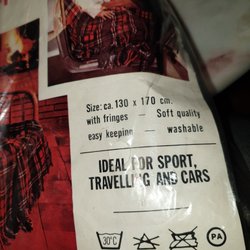 Size: ca. 130 x 170 cm.
with fringes — Soft quality
easy keeping — washable
IDEAL FOR SPORT,
TRAVELLING AND CARS
30°C
PA